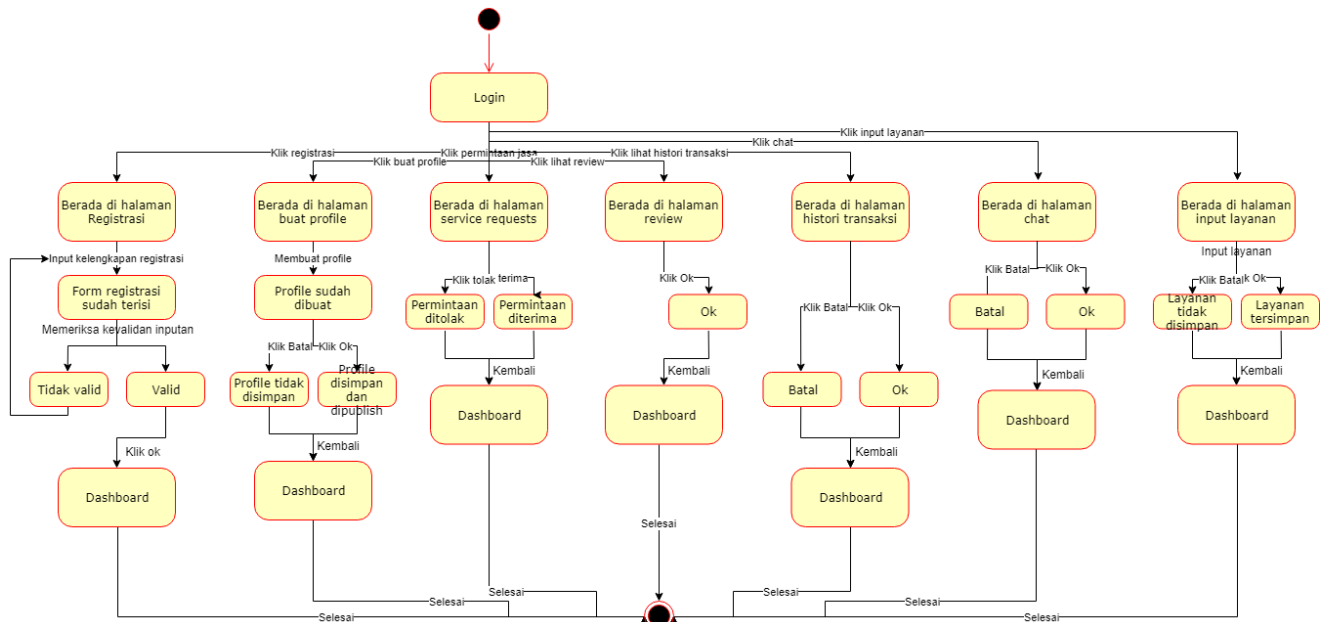 Login
Klik input layanan
Klik chat
Klik registrasi
Klik permintaan jasa
Klik lihat histori transaksi
Klik buat profile
Klik lihat review
Berada di halaman
Registrasi
Berada di halaman
buat profile
Berada di halaman
service requests
Berada di halaman
review
Berada di halaman
histori transaksi
Berada di halaman
chat
Berada di halaman
input layanan
Input kelengkapan registrasi
Membuat profile
Input layanan
Klik tolak
terima
Klik Ok
Klik Batal
Klik Ok
Klik Batal
k Ok
Form registrasi
sudah terisi
Profile sudah
dibuat
Permintaan
ditolak
Permintaan
diterima
Ok
Klik Batal
Klik Ok
Batal
Ok
Layanan
tidak
disimpan
Layanan
tersimpan
Memeriksa kevalidan inputan
Klik Batal
Klik Ok
Kembali
Kembali
Kembali
Kembali
Tidak valid
Valid
Profile tidak
disimpan
Profile
disimpan
dan
dipublish
Batal
Ok
Dashboard
Dashboard
Dashboard
Dashboard
Klik ok
Kembali
Kembali
Dashboard
Dashboard
Dashboard
Selesai
Selesai
Selesai
Selesai
Selesai
Selesai
Selesai